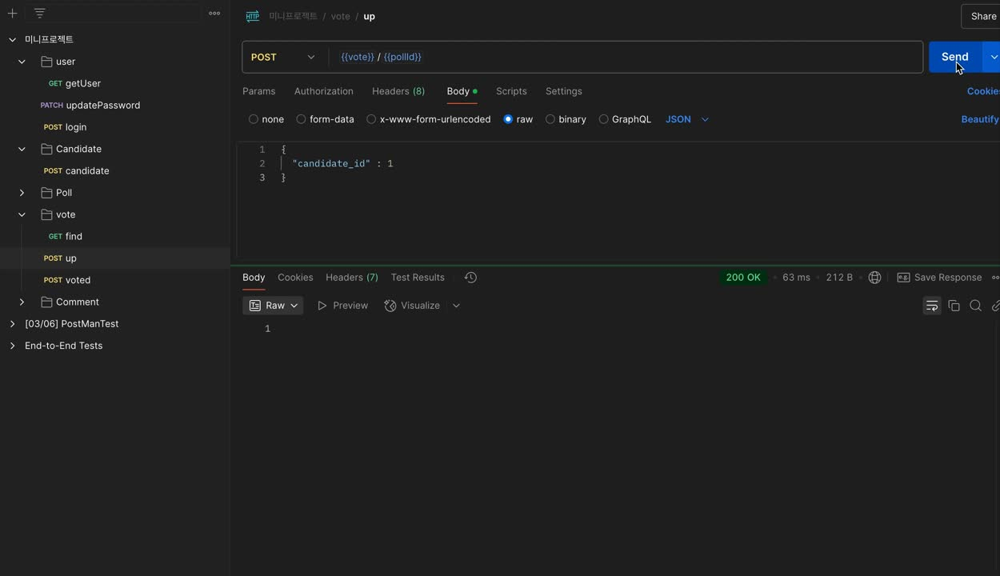 HTTP 미니프로젝트 / vote / up
Share
미니프로젝트
user
GET getUser
PATCH updatePassword
POST login
Candidate
POST candidate
Poll
vote
GET find
POST up
POST voted
Comment
[03/06] PostManTest
End-to-End Tests
POST {{vote}} / {{pollId}}
Send
Params Authorization Headers (8) Body Scripts Settings
Cookies
none form-data x-www-form-urlencoded raw binary GraphQL JSON
Beautify
1 {
2 "candidate_id" : 1
3 }
Body Cookies Headers (7) Test Results
200 OK 63 ms 212 B e.g. Save Response
Raw Preview Visualize
1